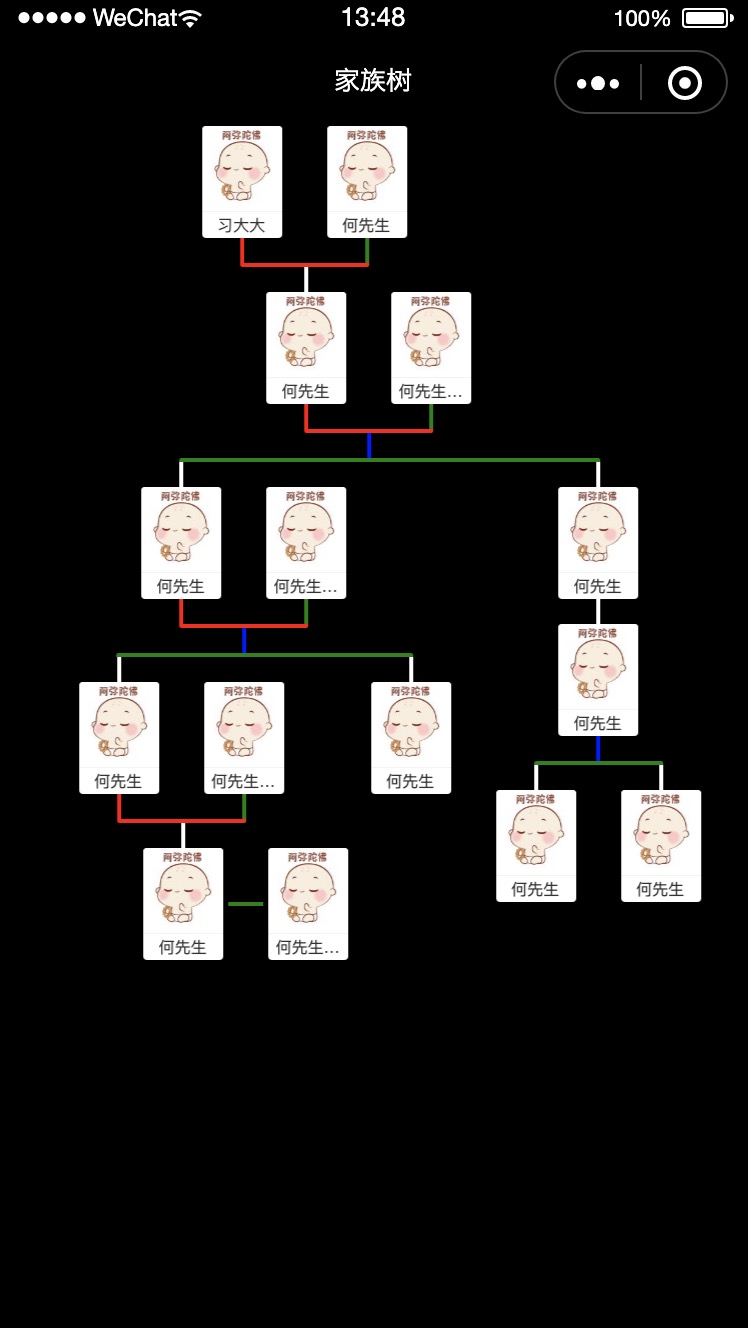 ●●●●● WeChat 13:48 100%
家族树
阿弥陀佛 阿弥陀佛
习大大 何先生
阿弥陀佛 阿弥陀佛
何先生 何先生...
阿弥陀佛 阿弥陀佛 阿弥陀佛
何先生 何先生... 何先生
阿弥陀佛
何先生
阿弥陀佛 阿弥陀佛 阿弥陀佛
何先生 何先生... 何先生
阿弥陀佛 阿弥陀佛
何先生 何先生
阿弥陀佛 阿弥陀佛
何先生 何先生...